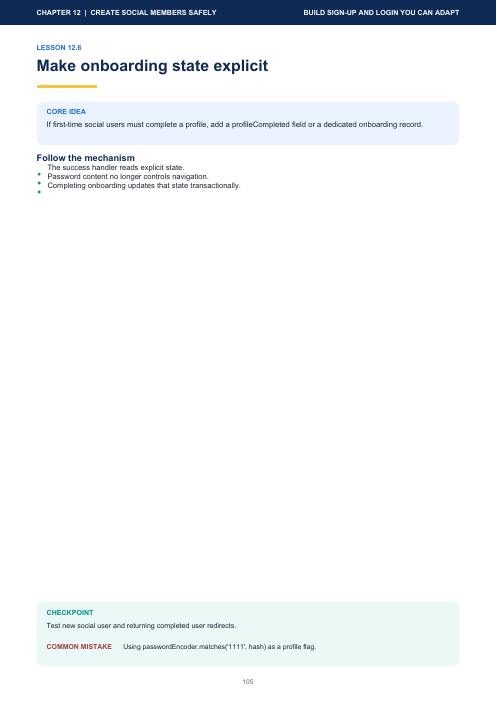 CHAPTER 12 | CREATE SOCIAL MEMBERS SAFELY BUILD SIGN-UP AND LOGIN YOU CAN ADAPT
LESSON 12.6
Make onboarding state explicit
CORE IDEA
If first-time social users must complete a profile, add a profileCompleted field or a dedicated onboarding record.
Follow the mechanism
The success handler reads explicit state.
Password content no longer controls navigation.
Completing onboarding updates that state transactionally.
CHECKPOINT
Test new social user and returning completed user redirects.
COMMON MISTAKE Using passwordEncoder.matches('1111', hash) as a profile flag.
105